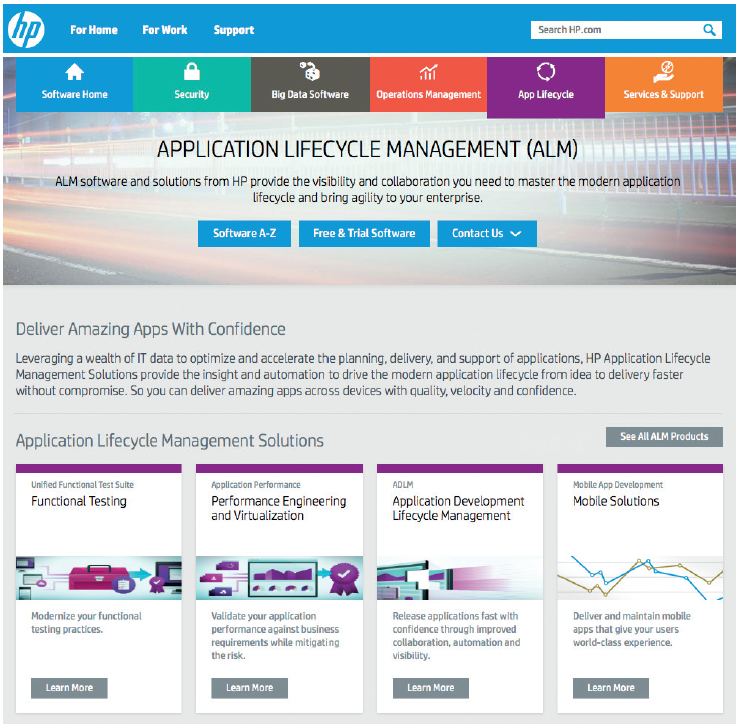 hp
For Home
For Work
Support
Search HP.com
Software Home
Security
Big Data Software
Operations Management
App Lifecycle
Services & Support
APPLICATION LIFECYCLE MANAGEMENT (ALM)
ALM software and solutions from HP provide the visibility and collaboration you need to master the modern application
lifecycle and bring agility to your enterprise.
Software A-Z
Free & Trial Software
Contact Us
Deliver Amazing Apps With Confidence
Leveraging a wealth of IT data to optimize and accelerate the planning, delivery, and support of applications, HP Application Lifecycle
Management Solutions provide the insight and automation to drive the modern application lifecycle from idea to delivery faster
without compromise. So you can deliver amazing apps across devices with quality, velocity and confidence.
Application Lifecycle Management Solutions
See All ALM Products
Unified Functional Test Suite
Functional Testing
Modernize your functional
testing practices.
Learn More
Application Performance
Performance Engineering
and Virtualization
Validate your application
performance against business
requirements while mitigating
the risk.
Learn More
ADLM
Application Development
Lifecycle Management
Release applications fast with
confidence through improved
collaboration, automation and
visibility.
Learn More
Mobile App Development
Mobile Solutions
Deliver and maintain mobile
apps that give your users
world-class experience.
Learn More